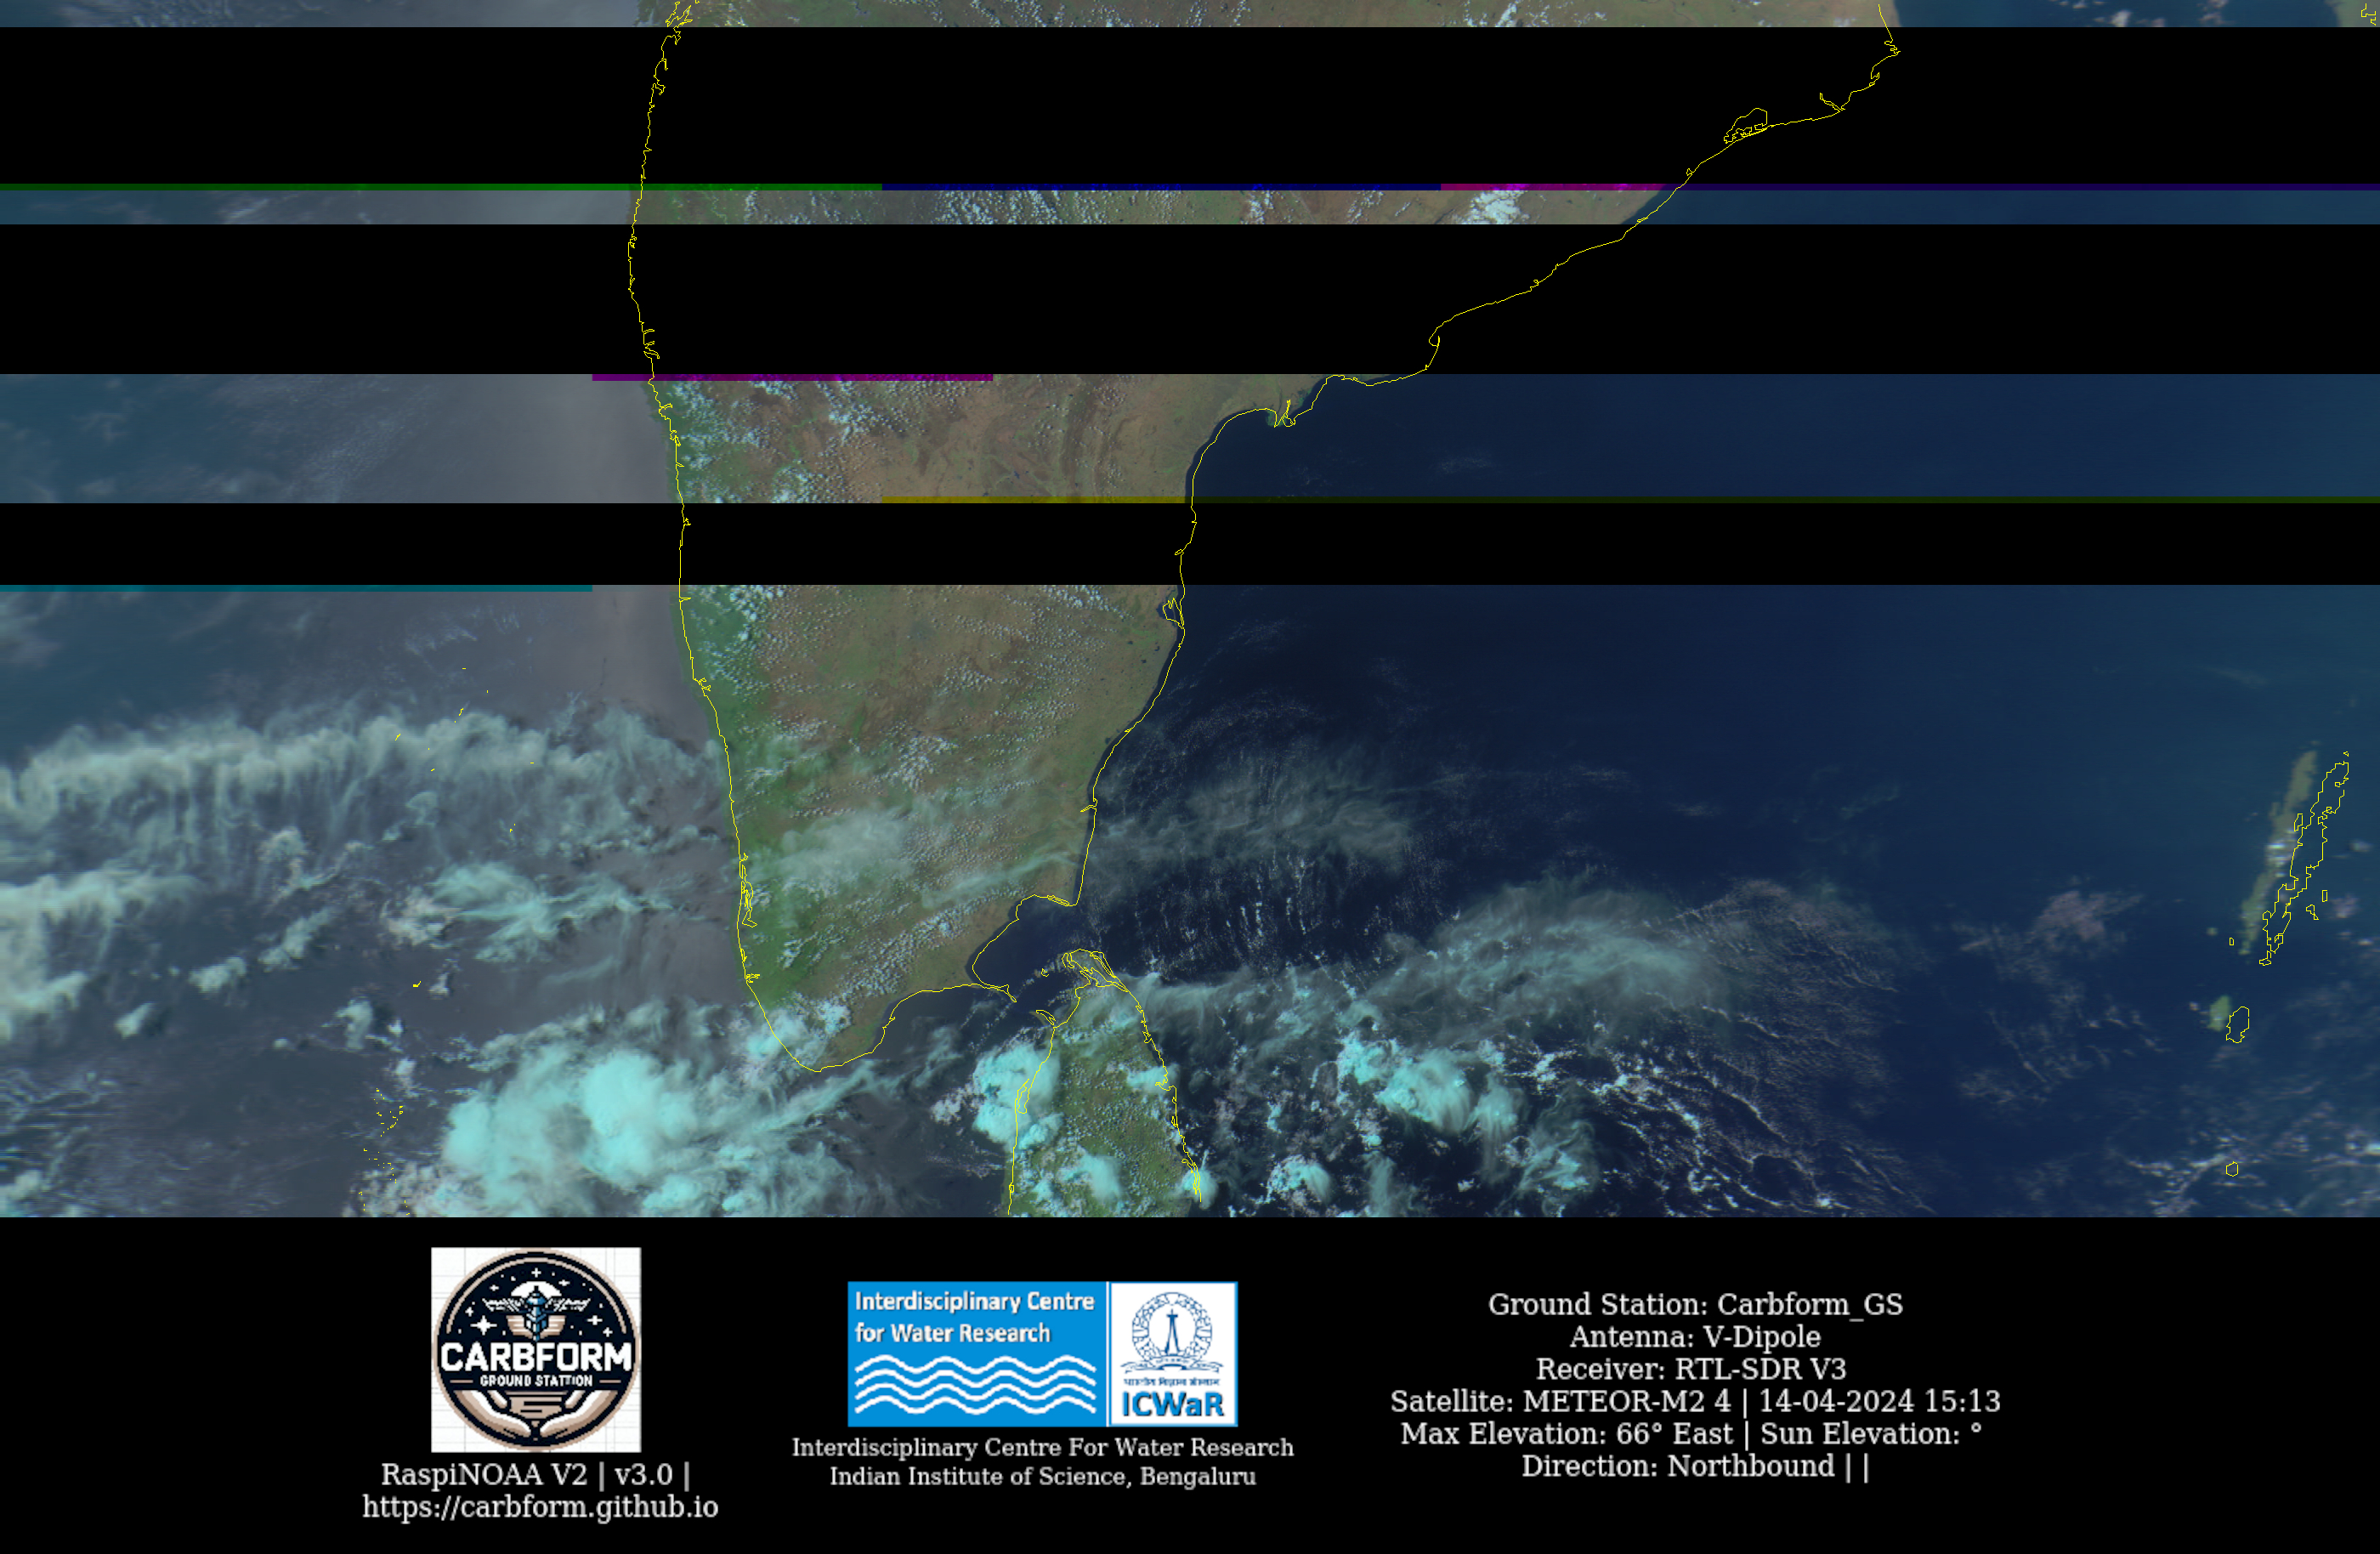 CARBFORM
GROUND STATION
RaspiNOAA V2 | v3.0 |
https://carbform.github.io
Interdisciplinary Centre
for Water Research
ICWaR
Interdisciplinary Centre For Water Research
Indian Institute of Science, Bengaluru
Ground Station: Carbform_GS
Antenna: V-Dipole
Receiver: RTL-SDR V3
Satellite: METEOR-M2 4 | 14-04-2024 15:13
Max Elevation: 66° East | Sun Elevation: °
Direction: Northbound | |